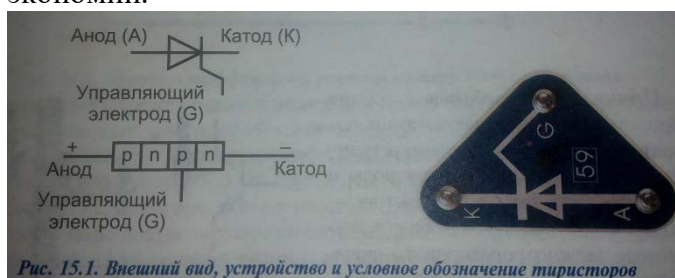 Анод (А) Катод (К)
Управляющий
электрод (G)
+ –
Анод p n p n Катод
Управляющий
электрод (G)
K G 59 A
Рис. 15.1. Внешний вид, устройство и условное обозначение тиристоров